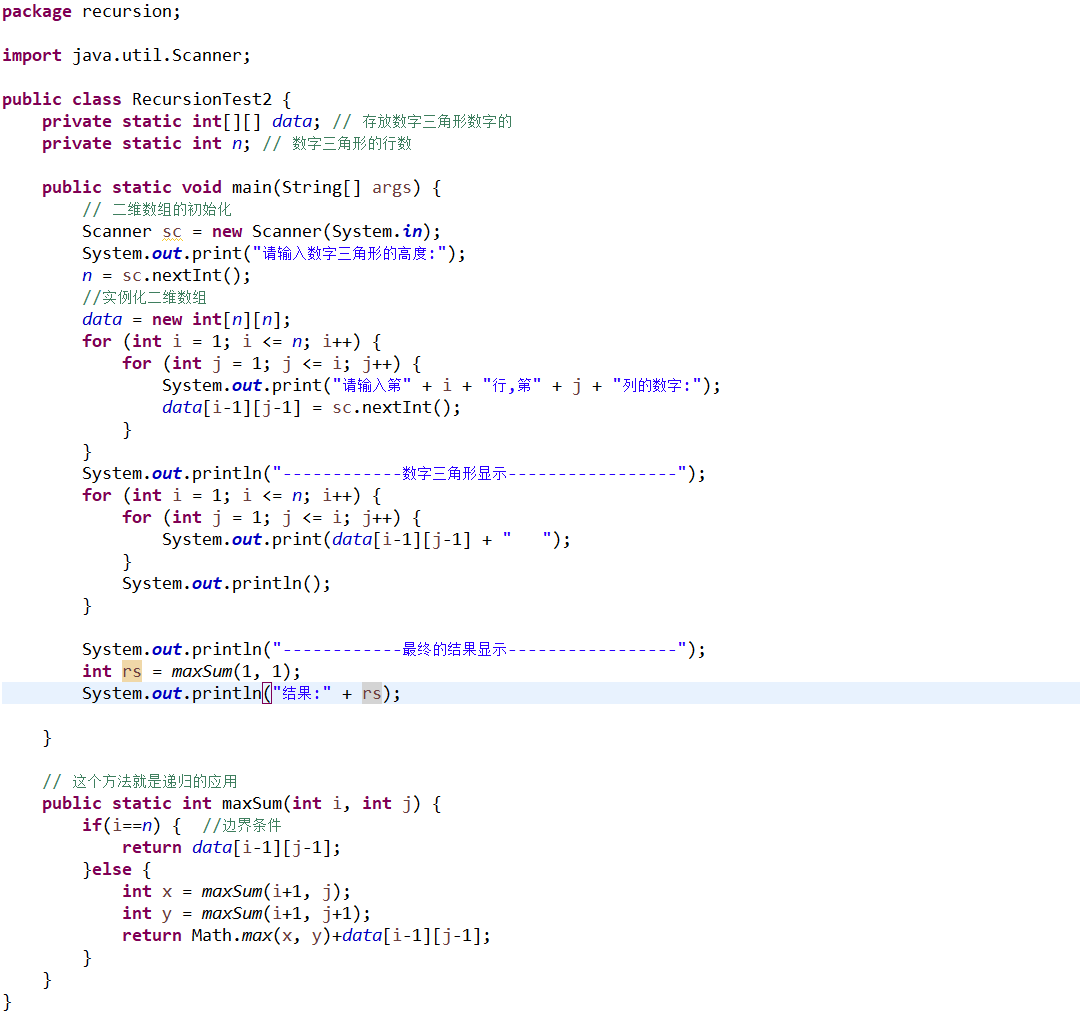 package recursion;
import java.util.Scanner;
public class RecursionTest2 {
private static int[][] data; // 存放数字三角形数字的
private static int n; // 数字三角形的行数
public static void main(String[] args) {
// 二维数组的初始化
Scanner sc = new Scanner(System.in);
System.out.print("请输入数字三角形的高度:");
n = sc.nextInt();
//实例化二维数组
data = new int[n][n];
for (int i = 1; i <= n; i++) {
for (int j = 1; j <= i; j++) {
System.out.print("请输入第" + i + "行,第" + j + "列的数字:");
data[i-1][j-1] = sc.nextInt();
}
}
System.out.println("------------数字三角形显示-----------------");
for (int i = 1; i <= n; i++) {
for (int j = 1; j <= i; j++) {
System.out.print(data[i-1][j-1] + "   ");
}
System.out.println();
}
System.out.println("------------最终的结果显示-----------------");
int rs = maxSum(1, 1);
System.out.println("结果:" + rs);
}
// 这个方法就是递归的应用
public static int maxSum(int i, int j) {
if(i==n) {  //边界条件
return data[i-1][j-1];
}else {
int x = maxSum(i+1, j);
int y = maxSum(i+1, j+1);
return Math.max(x, y)+data[i-1][j-1];
}
}
}